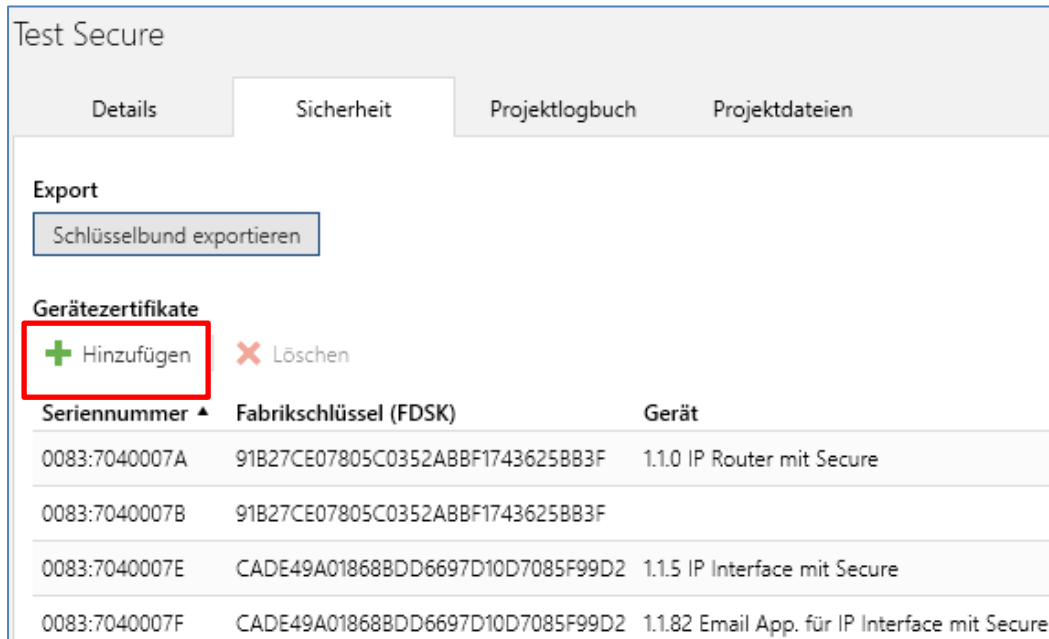 Test Secure
Details Sicherheit Projektlogbuch Projektdateien
Export
Schlüsselbund exportieren
Gerätezertifikate
Hinzufügen Löschen
Seriennummer Fabrikschlüssel (FDSK) Gerät
0083:7040007A 91B27CE07805C0352ABBF1743625BB3F 1.1.0 IP Router mit Secure
0083:7040007B 91B27CE07805C0352ABBF1743625BB3F
0083:7040007E CADE49A01868BDD6697D10D7085F99D2 1.1.5 IP Interface mit Secure
0083:7040007F CADE49A01868BDD6697D10D7085F99D2 1.1.82 Email App. für IP Interface mit Secure